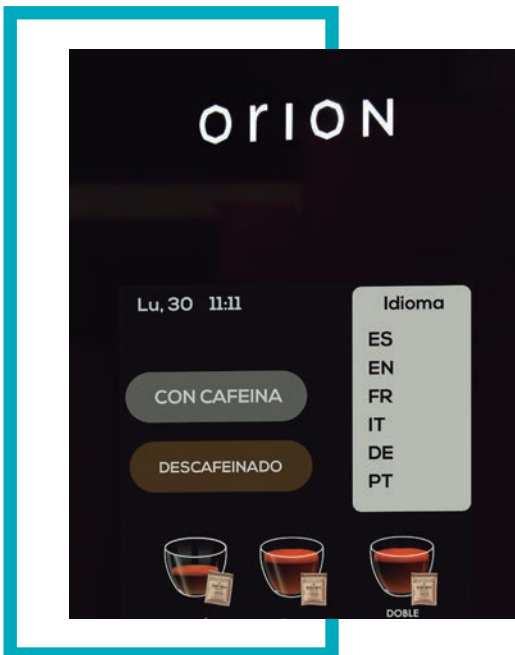 orion
Lu, 30 11:11
Idioma
ES
EN
FR
IT
DE
PT
CON CAFEINA
DESCAFEINADO
DOBLE